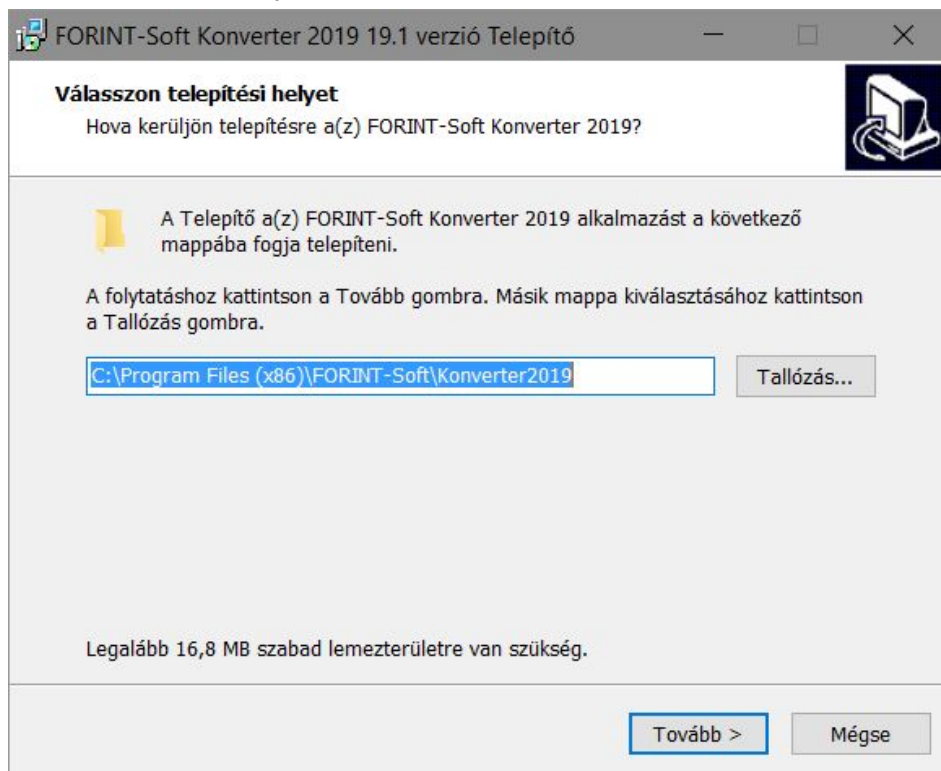 FORINT-Soft Konverter 2019 19.1 verzió Telepítő
Válasszon telepítési helyet
Hova kerüljön telepítésre a(z) FORINT-Soft Konverter 2019?
A Telepítő a(z) FORINT-Soft Konverter 2019 alkalmazást a következő
mappába fogja telepíteni.
A folytatáshoz kattintson a Tovább gombra. Másik mappa kiválasztásához kattintson
a Tallózás gombra.
C:\Program Files (x86)\FORINT-Soft\Konverter2019
Tallózás...
Legalább 16,8 MB szabad lemezterületre van szükség.
Tovább >
Mégse